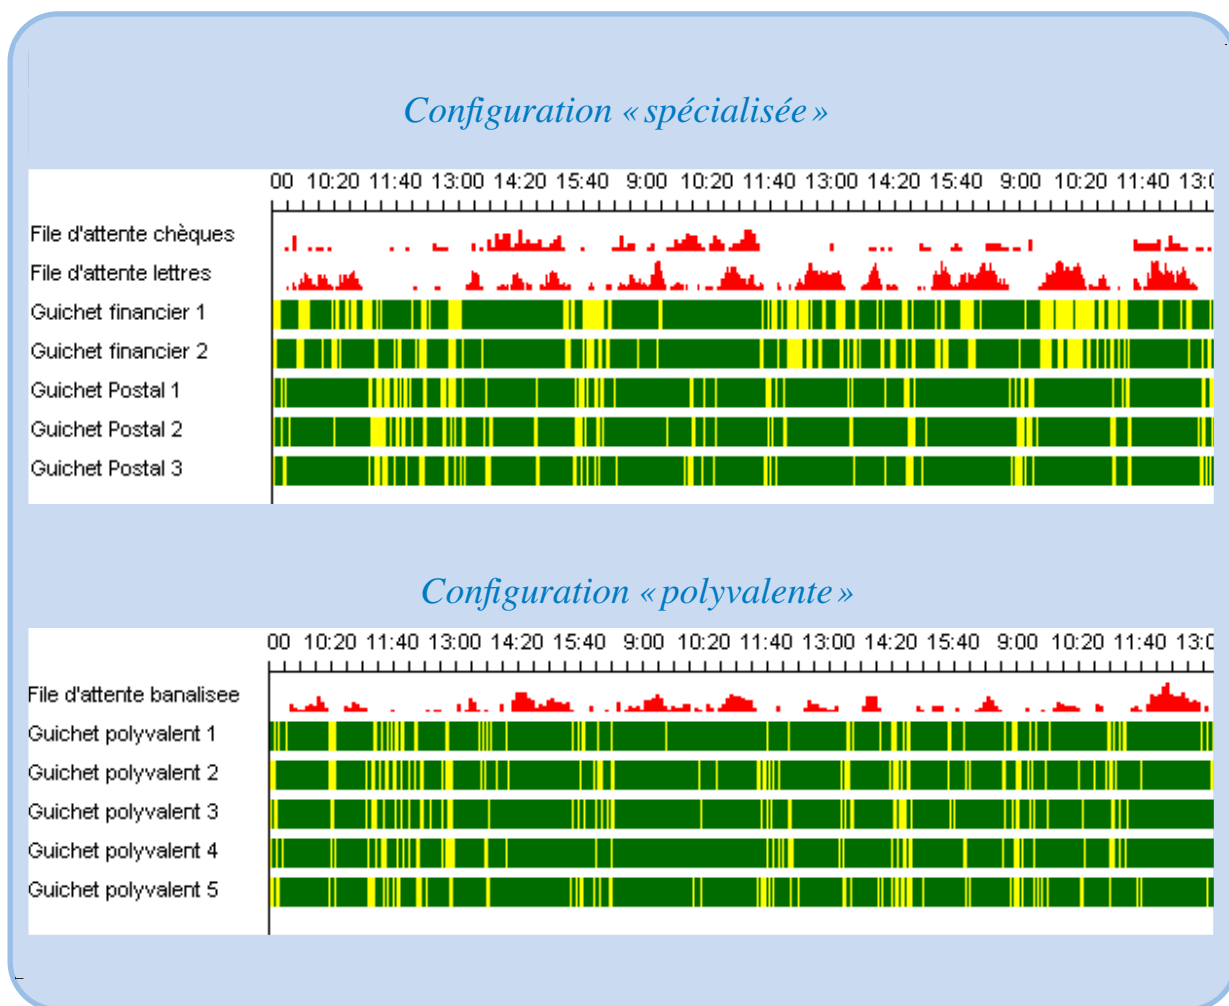 Configuration « spécialisée »
00 10:20 11:40 13:00 14:20 15:40 9:00 10:20 11:40 13:00 14:20 15:40 9:00 10:20 11:40 13:0
File d'attente chèques
File d'attente lettres
Guichet financier 1
Guichet financier 2
Guichet Postal 1
Guichet Postal 2
Guichet Postal 3
Configuration « polyvalente »
00 10:20 11:40 13:00 14:20 15:40 9:00 10:20 11:40 13:00 14:20 15:40 9:00 10:20 11:40 13:0
File d'attente banalisee
Guichet polyvalent 1
Guichet polyvalent 2
Guichet polyvalent 3
Guichet polyvalent 4
Guichet polyvalent 5